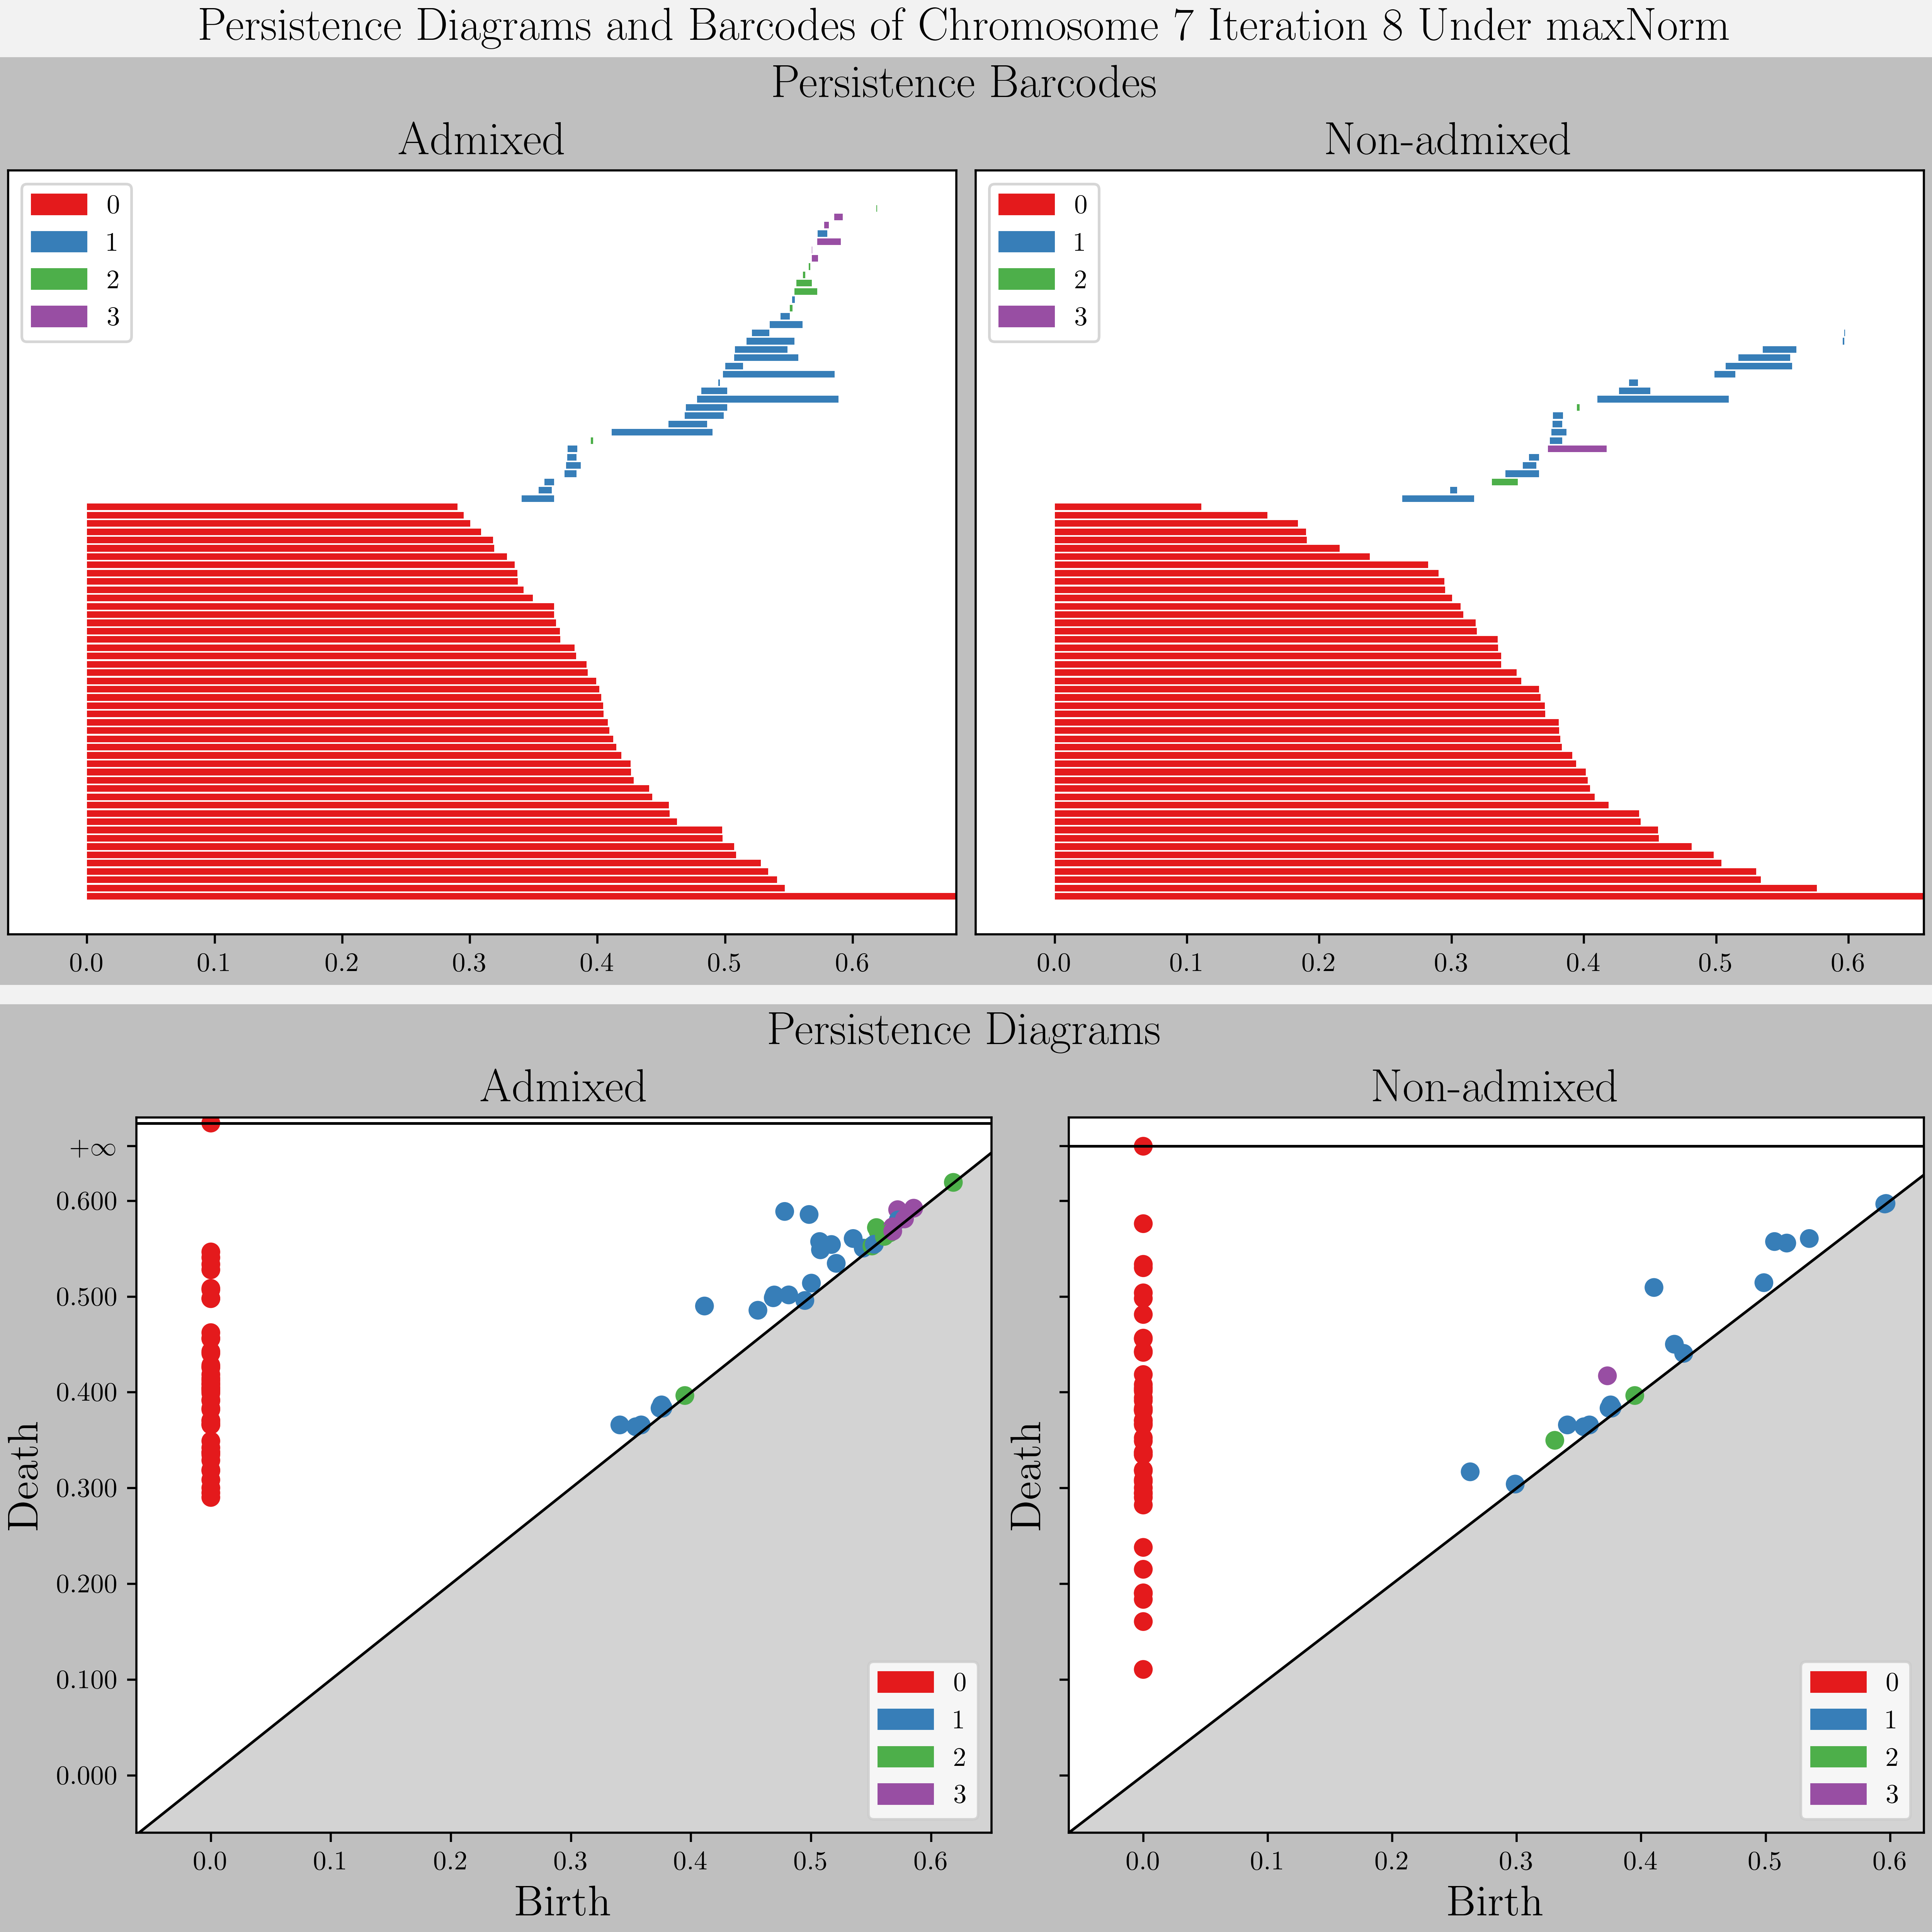 Persistence Diagrams and Barcodes of Chromosome 7 Iteration 8 Under maxNorm
Persistence Barcodes
Admixed
0
1
2
3
0.0 0.1 0.2 0.3 0.4 0.5 0.6
Non-admixed
0
1
2
3
0.0 0.1 0.2 0.3 0.4 0.5 0.6
Persistence Diagrams
Admixed
+∞
0.600
0.500
0.400
0.300
0.200
0.100
0.000
Death
0
1
2
3
0.0 0.1 0.2 0.3 0.4 0.5 0.6
Birth
Non-admixed
Death
0
1
2
3
0.0 0.1 0.2 0.3 0.4 0.5 0.6
Birth